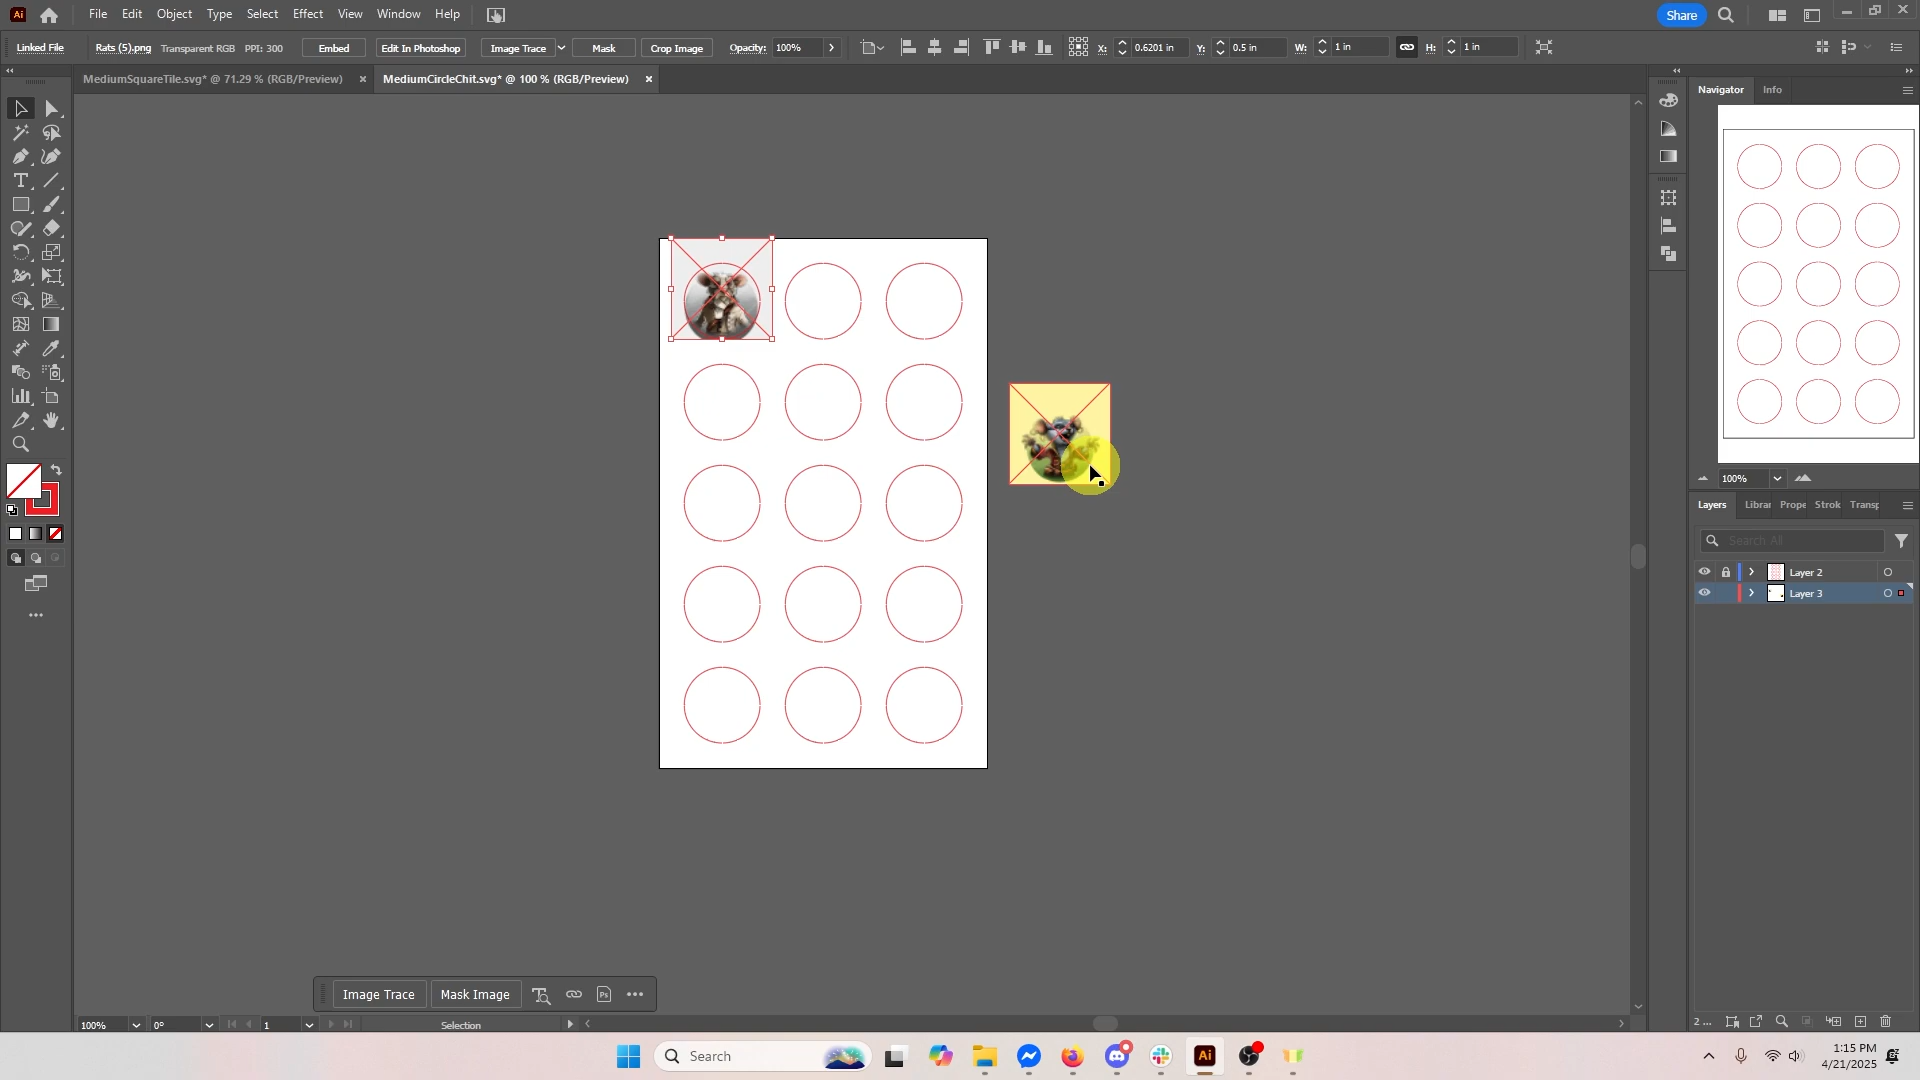 Ai File Edit Object Type Select Effect View Window Help Share
Linked File Rats (5).png Transparent RGB PPI: 300 Embed Edit In Photoshop Image Trace Mask Crop Image Opacity: 100% X: 0.6201 in Y: 0.5 in W: 1 in H: 1 in
MediumSquareTile.svg* @ 71.29 % (RGB/Preview) × MediumCircleChit.svg* @ 100 % (RGB/Preview) ×
Navigator Info
100%
Layers Librar Prope Strok Transp
Search All
Layer 2
Layer 3
Image Trace Mask Image Ps
100% 0° 1 Selection 2 ...
Search Ai
1:15 PM
4/21/2025